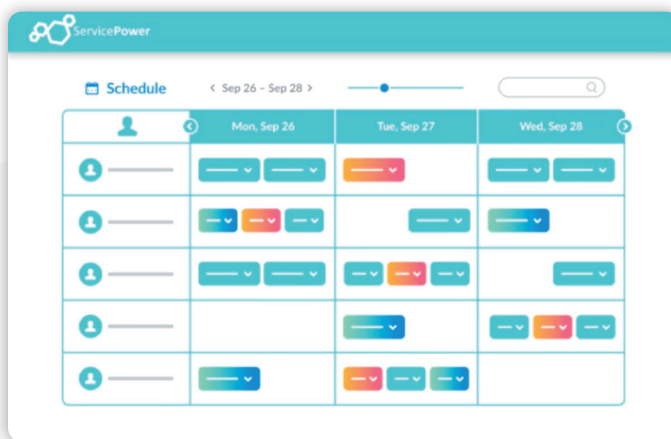 ServicePower
Schedule
< Sep 26 – Sep 28 >
Mon, Sep 26
Tue, Sep 27
Wed, Sep 28